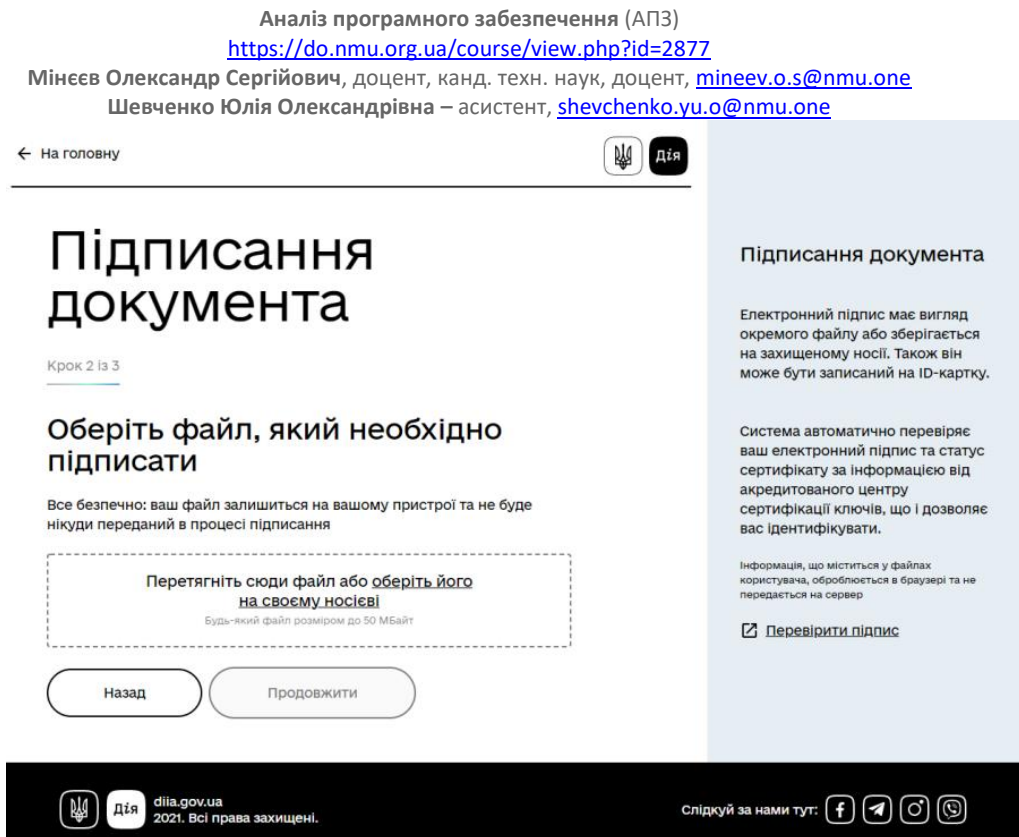 Аналіз програмного забезпечення (АПЗ)
https://do.nmu.org.ua/course/view.php?id=2877
Мінєєв Олександр Сергійович, доцент, канд. техн. наук, доцент, mineev.o.s@nmu.one
Шевченко Юлія Олександрівна – асистент, shevchenko.yu.o@nmu.one
← На головну
Дія
Підписання
документа
Крок 2 із 3
Оберіть файл, який необхідно
підписати
Все безпечно: ваш файл залишиться на вашому пристрої та не буде
нікуди переданий в процесі підписання
Перетягніть сюди файл або оберіть його
на своєму носієві
Будь-який файл розміром до 50 МБайт
Назад
Продовжити
Підписання документа
Електронний підпис має вигляд
окремого файлу або зберігається
на захищеному носії. Також він
може бути записаний на ID-картку.
Система автоматично перевіряє
ваш електронний підпис та статус
сертифікату за інформацією від
акредитованого центру
сертифікації ключів, що і дозволяє
вас ідентифікувати.
Інформація, що міститься у файлах
користувача, оброблюється в браузері та не
передається на сервер
Перевірити підпис
Дія
diia.gov.ua
2021. Всі права захищені.
Слідкуй за нами тут: